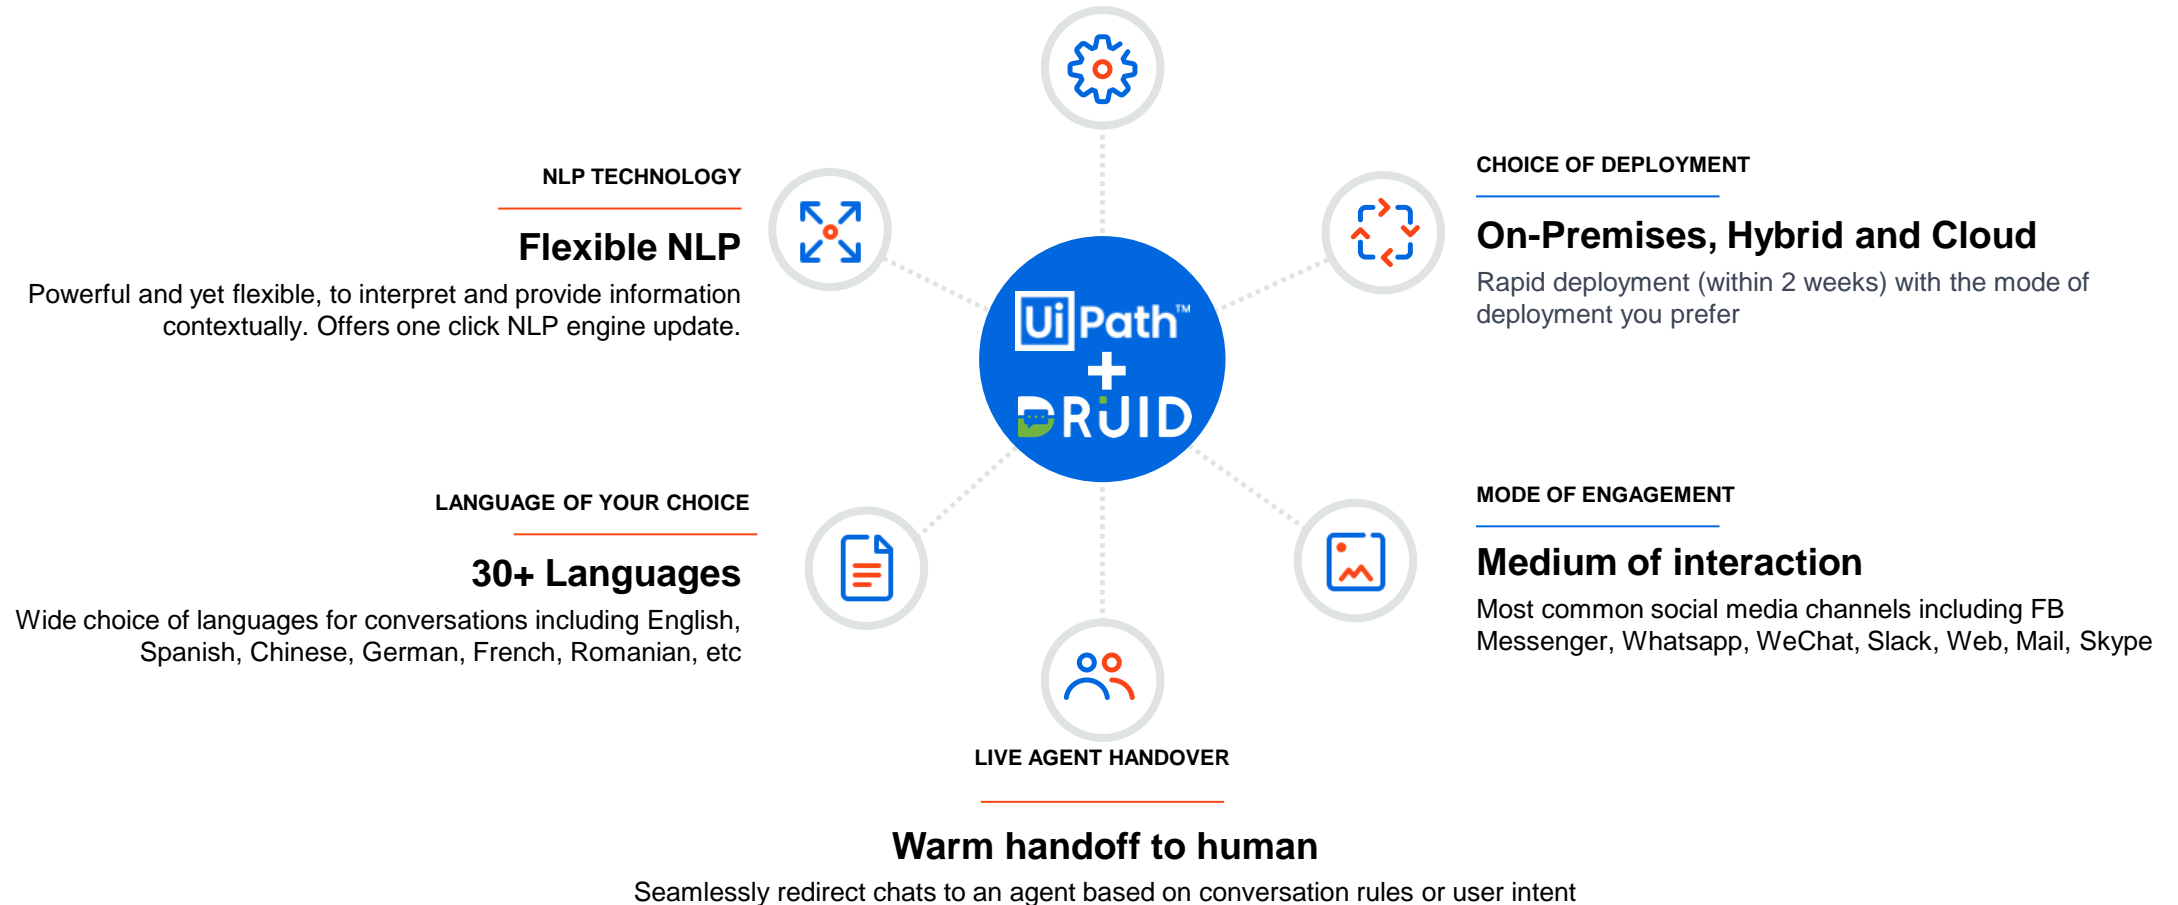 NLP TECHNOLOGY
Flexible NLP
Powerful and yet flexible, to interpret and provide information
contextually. Offers one click NLP engine update.
CHOICE OF DEPLOYMENT
On-Premises, Hybrid and Cloud
Rapid deployment (within 2 weeks) with the mode of
deployment you prefer
UiPath™
+
DRUID
LANGUAGE OF YOUR CHOICE
30+ Languages
Wide choice of languages for conversations including English,
Spanish, Chinese, German, French, Romanian, etc
MODE OF ENGAGEMENT
Medium of interaction
Most common social media channels including FB
Messenger, Whatsapp, WeChat, Slack, Web, Mail, Skype
LIVE AGENT HANDOVER
Warm handoff to human
Seamlessly redirect chats to an agent based on conversation rules or user intent